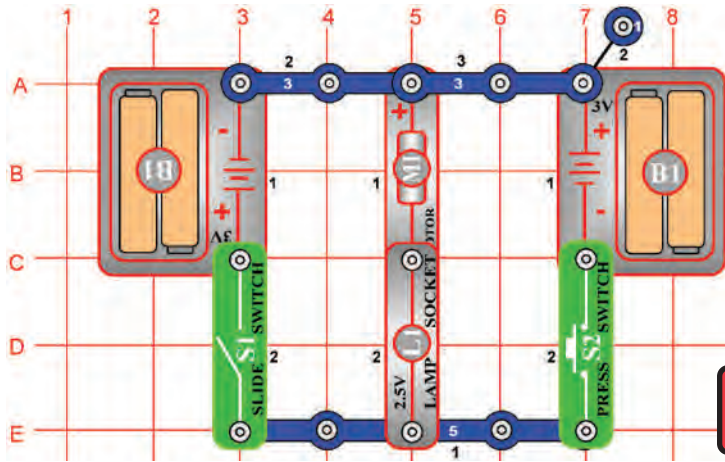 1 2 3 4 5 6 7 8
1
2
2 3
A 3 3
3V
+ +
-
B B1 M1 B1
1 1 1
+ -
3V OTOR
C
SLIDE SWITCH LAMP SOCKET PRESS SWITCH
D S1 L1 S2
2 2 2
2.5V
E 5
1